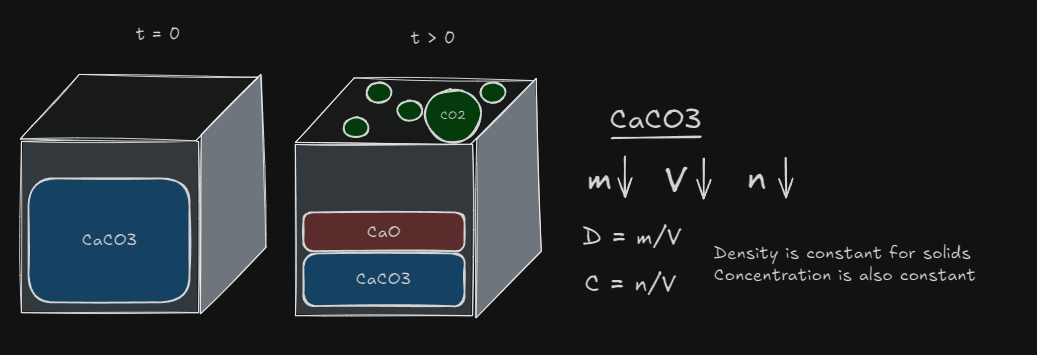 t = 0
t > 0
CO2
CaCO3
CaO
CaCO3
CaCO3
m↓ V↓ n↓
D = m/V
C = n/V
Density is constant for solids
Concentration is also constant